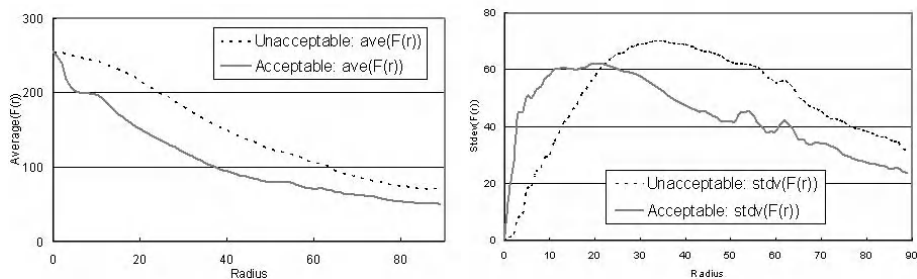 300
200
100
0
Average(F(r))
Unacceptable: ave(F(r))
Acceptable: ave(F(r))
0 20 40 60 80
Radius
80
60
40
20
0
Stdev(F(r))
Unacceptable: stdv(F(r))
Acceptable: stdv(F(r))
0 10 20 30 40 50 60 70 80 90
Radius